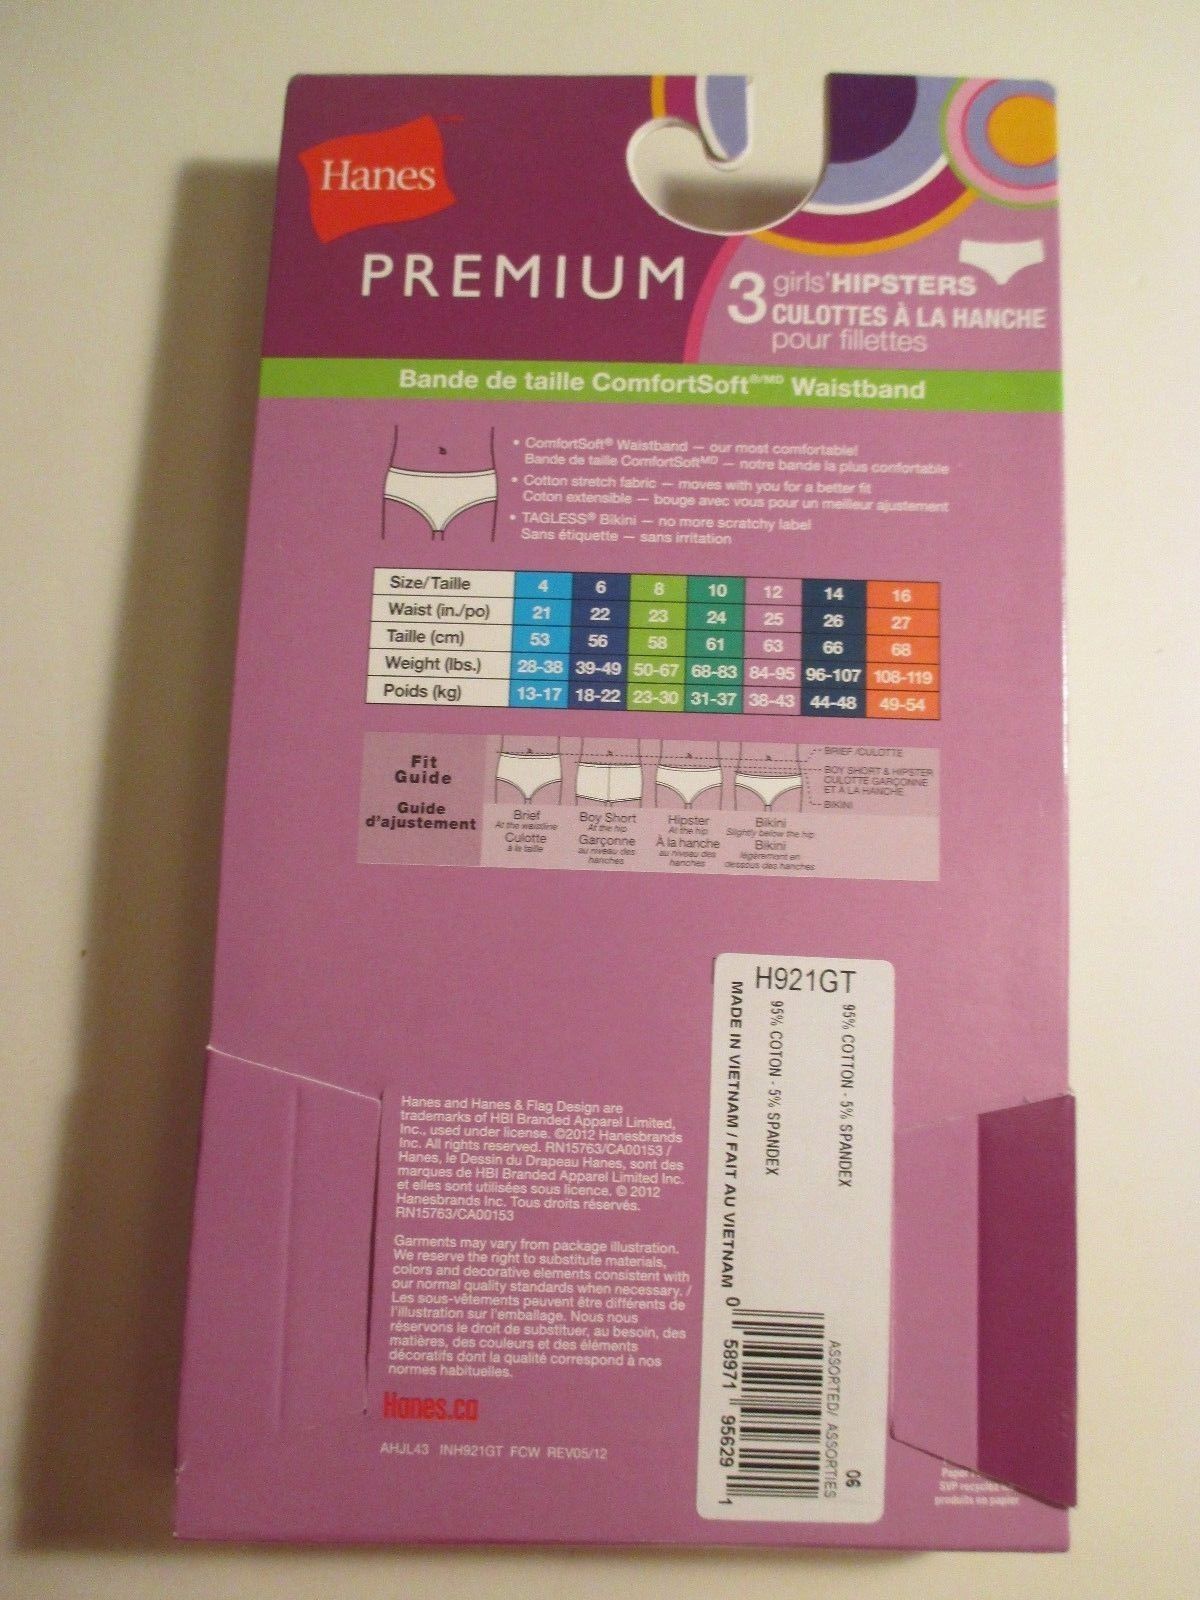 Hanes
PREMIUM
3 girls' HIPSTERS
CULOTTES À LA HANCHE
pour fillettes
Bande de taille ComfortSoft®/MD Waistband
• ComfortSoft® Waistband — our most comfortable!
Bande de taille ComfortSoftMD — notre bande la plus confortable
• Cotton stretch fabric — moves with you for a better fit
Coton extensible — bouge avec vous pour un meilleur ajustement
• TAGLESS® Bikini — no more scratchy label
Sans étiquette — sans irritation
Size/Taille 4 6 8 10 12 14 16
Waist (in./po) 21 22 23 24 25 26 27
Taille (cm) 53 56 58 61 63 66 68
Weight (lbs.) 28-38 39-49 50-67 68-83 84-95 96-107 108-119
Poids (kg) 13-17 18-22 23-30 31-37 38-43 44-48 49-54
Fit
Guide
Guide
d'ajustement
Brief
At the waistline
Culotte
à la taille
Boy Short
At the hip
Garçonne
au niveau des
hanches
Hipster
At the hip
À la hanche
au niveau des
hanches
Bikini
Slightly below the hip
Bikini
légèrement en
dessous des hanches
BRIEF /CULOTTE
BOY SHORT & HIPSTER
CULOTTE GARÇONNE
ET À LA HANCHE
BIKINI
Hanes and Hanes & Flag Design are
trademarks of HBI Branded Apparel Limited,
Inc., used under license. ©2012 Hanesbrands
Inc. All rights reserved. RN15763/CA00153 /
Hanes, le Dessin du Drapeau Hanes, sont des
marques de HBI Branded Apparel Limited Inc.
et elles sont utilisées sous licence. © 2012
Hanesbrands Inc. Tous droits réservés.
RN15763/CA00153
Garments may vary from package illustration.
We reserve the right to substitute materials,
colors and decorative elements consistent with
our normal quality standards when necessary. /
Les sous-vêtements peuvent être différents de
l'illustration sur l'emballage. Nous nous
réservons le droit de substituer, au besoin, des
matières, des couleurs et des éléments
décoratifs dont la qualité correspond à nos
normes habituelles.
Hanes.ca
AHJL43 INH921GT FCW REV05/12
H921GT
95% COTTON - 5% SPANDEX
95% COTON - 5% SPANDEX
MADE IN VIETNAM / FAIT AU VIETNAM
06
ASSORTED/ ASSORTIES
0 58971 95629 1
Papier
SVP recyclez
produits en papier